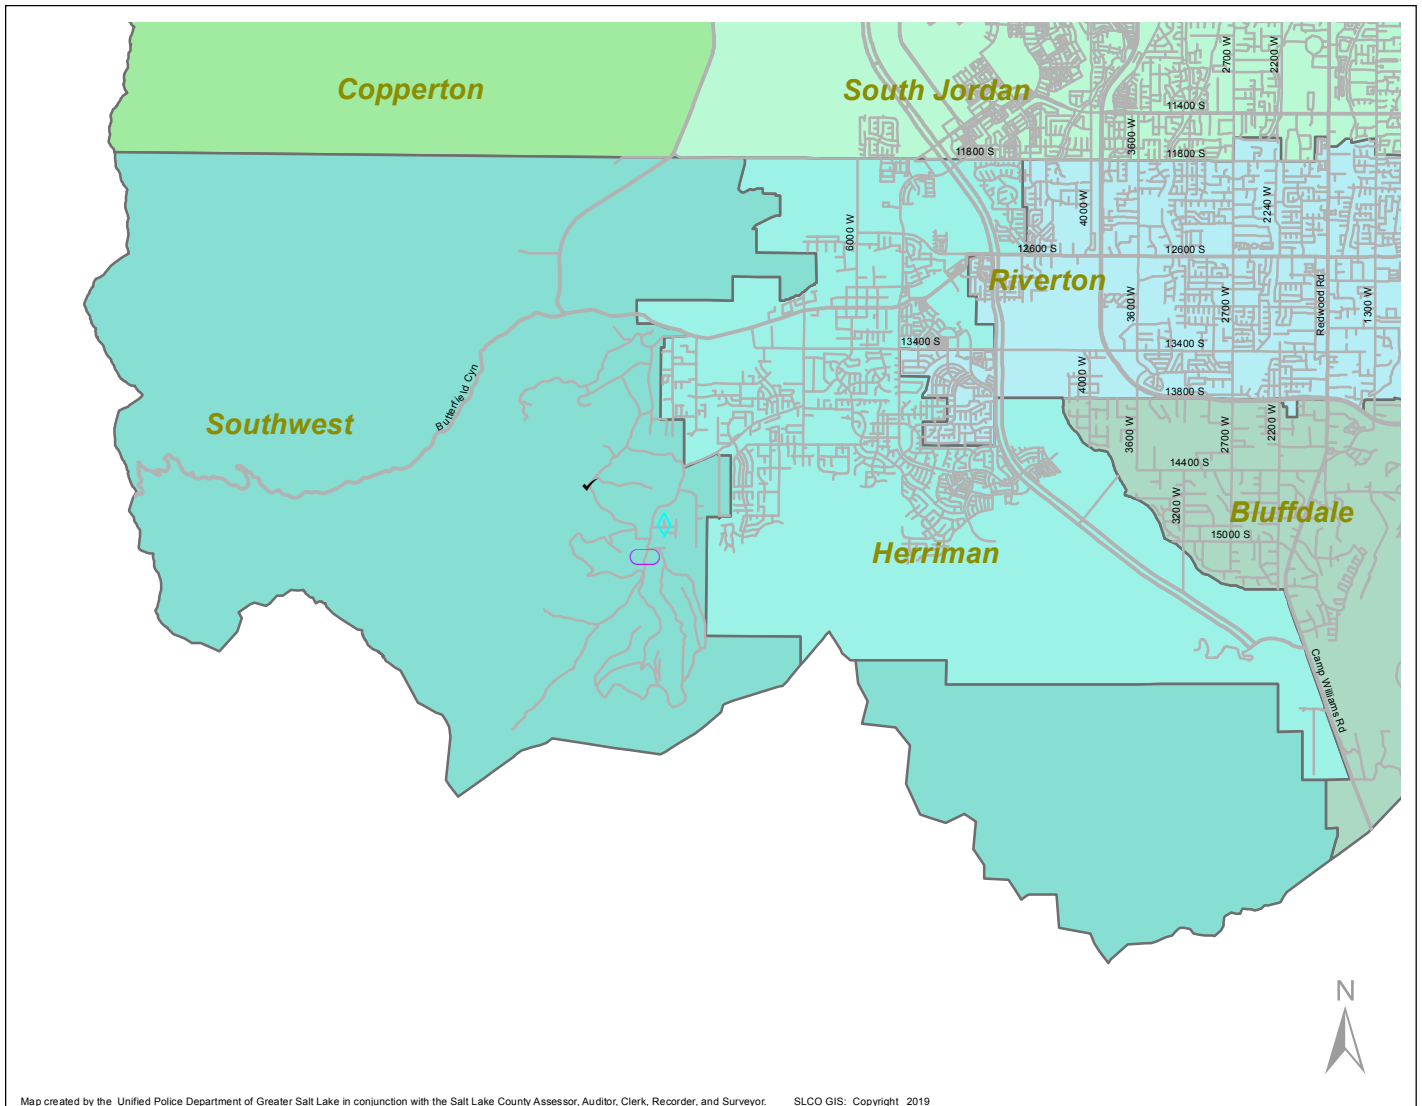 Copperton
South Jordan
2700 W
2200 W
11400 S
3600 W
11800 S
11800 S
4000 W
2240 W
6000 W
12600 S
12600 S
Riverton
3600 W
2700 W
Redwood Rd
1300 W
13400 S
13400 S
4000 W
13800 S
Butterfield Cyn
Southwest
3600 W
2700 W
2200 W
14400 S
3200 W
Bluffdale
15000 S
Herriman
Camp Williams Rd
N
Map created by the Unified Police Department of Greater Salt Lake in conjunction with the Salt Lake County Assessor, Auditor, Clerk, Recorder, and Surveyor. SLCO GIS: Copyright 2019